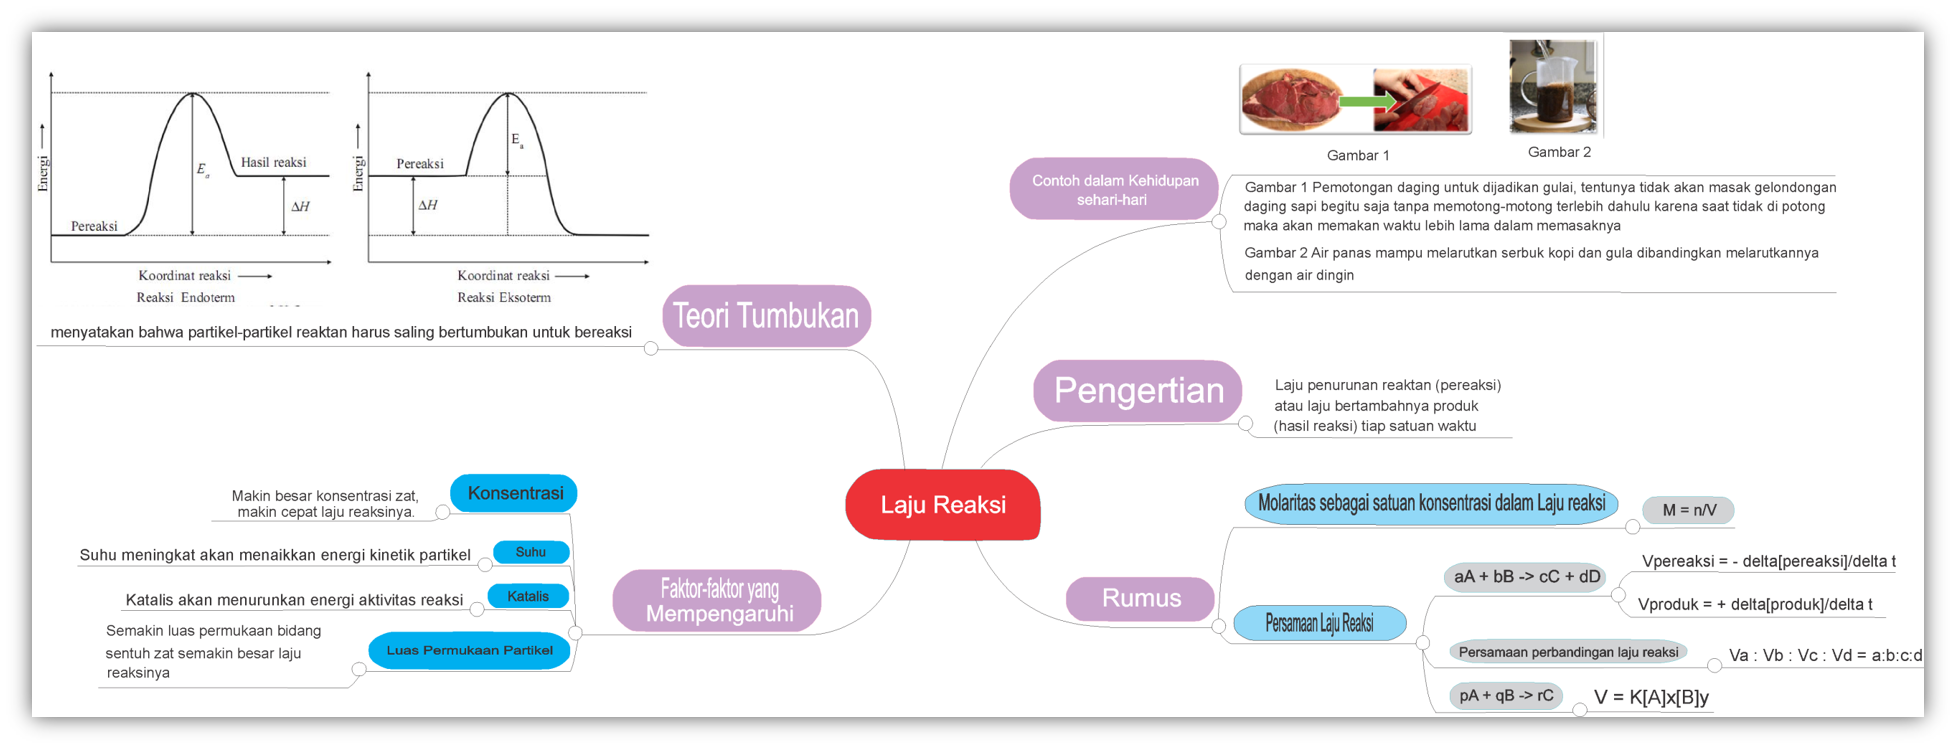 Energi
Pereaksi
E
a
Hasil reaksi
ΔH
Koordinat reaksi
Reaksi Endoterm
Energi
Pereaksi
E
a
ΔH
Koordinat reaksi
Reaksi Eksoterm
Teori Tumbukan
menyatakan bahwa partikel-partikel reaktan harus saling bertumbukan untuk bereaksi
Gambar 1
Gambar 2
Contoh dalam Kehidupan
sehari-hari
Gambar 1 Pemotongan daging untuk dijadikan gulai, tentunya tidak akan masak gelondongan
daging sapi begitu saja tanpa memotong-motong terlebih dahulu karena saat tidak di potong
maka akan memakan waktu lebih lama dalam memasaknya
Gambar 2 Air panas mampu melarutkan serbuk kopi dan gula dibandingkan melarutkannya
dengan air dingin
Pengertian
Laju penurunan reaktan (pereaksi)
atau laju bertambahnya produk
(hasil reaksi) tiap satuan waktu
Laju Reaksi
Konsentrasi
Makin besar konsentrasi zat,
makin cepat laju reaksinya.
Suhu
Suhu meningkat akan menaikkan energi kinetik partikel
Katalis
Katalis akan menurunkan energi aktivitas reaksi
Luas Permukaan Partikel
Semakin luas permukaan bidang
sentuh zat semakin besar laju
reaksinya
Faktor-faktor yang
Mempengaruhi
Rumus
Molaritas sebagai satuan konsentrasi dalam Laju reaksi
M = n/V
Persamaan Laju Reaksi
aA + bB -> cC + dD
Vpereaksi = - delta[pereaksi]/delta t
Vproduk = + delta[produk]/delta t
Persamaan perbandingan laju reaksi
Va : Vb : Vc : Vd = a:b:c:d
pA + qB -> rC
V = K[A]x[B]y